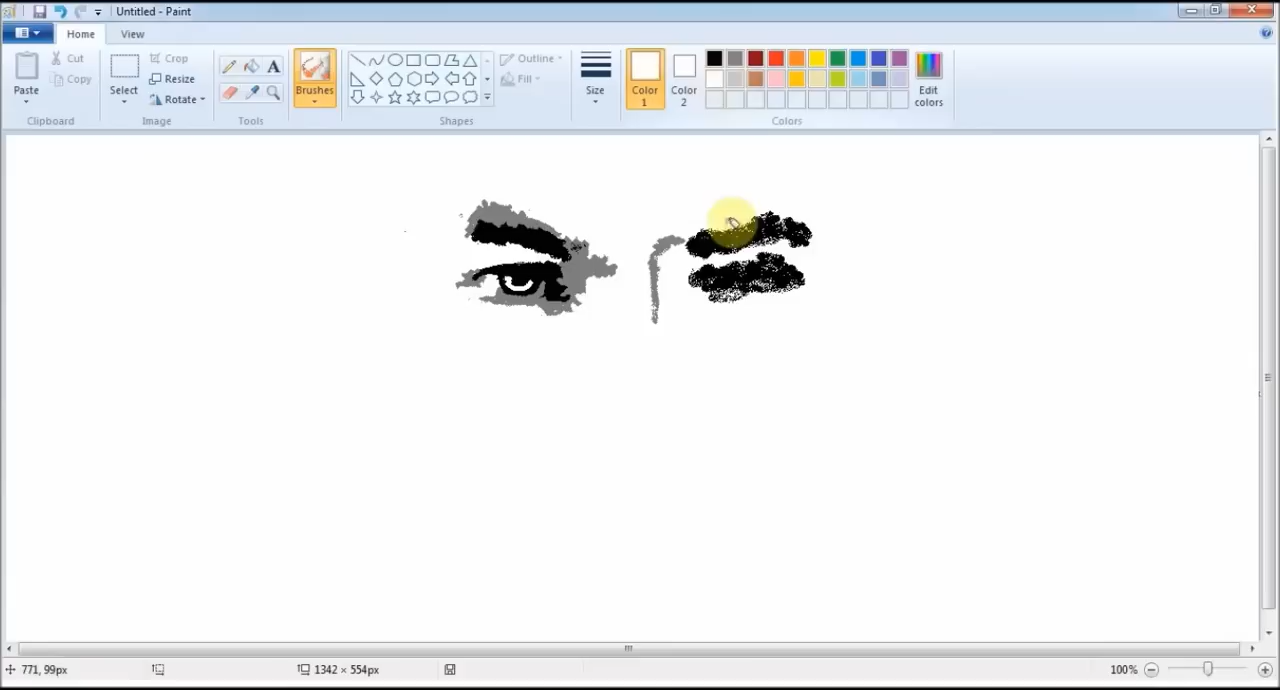 Untitled - Paint
Home
View
Paste
Cut
Copy
Clipboard
Select
Crop
Resize
Rotate
Image
A
Tools
Brushes
Outline
Fill
Shapes
Size
Color 1
Color 2
Edit colors
Colors
771, 99px
1342 × 554px
100%